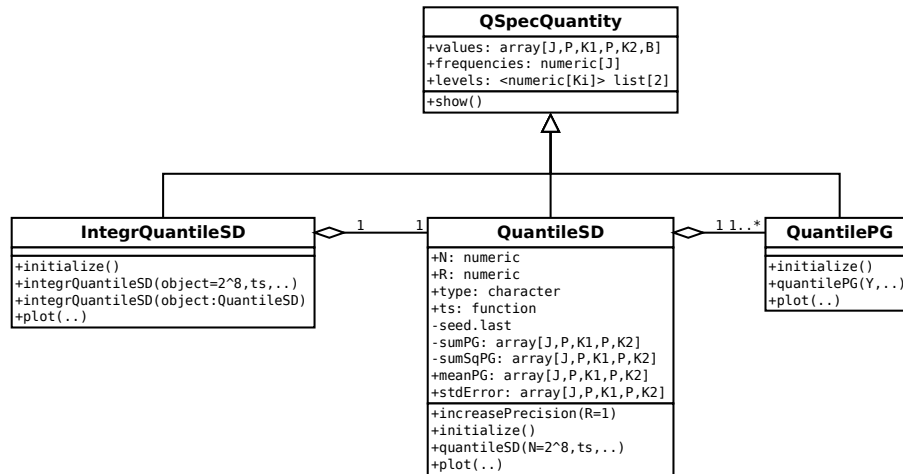 QSpecQuantity
+values: array[J,P,K1,P,K2,B]
+frequencies: numeric[J]
+levels: <numeric[Ki]> list[2]
+show()
IntegrQuantileSD
+initialize()
+integrQuantileSD(object=2^8,ts,..)
+integrQuantileSD(object:QuantileSD)
+plot(..)
1
1
QuantileSD
+N: numeric
+R: numeric
+type: character
+ts: function
-seed.last
-sumPG: array[J,P,K1,P,K2]
-sumSqPG: array[J,P,K1,P,K2]
+meanPG: array[J,P,K1,P,K2]
+stdError: array[J,P,K1,P,K2]
+increasePrecision(R=1)
+initialize()
+quantileSD(N=2^8,ts,..)
+plot(..)
1 1..*
QuantilePG
+initialize()
+quantilePG(Y,..)
+plot(..)